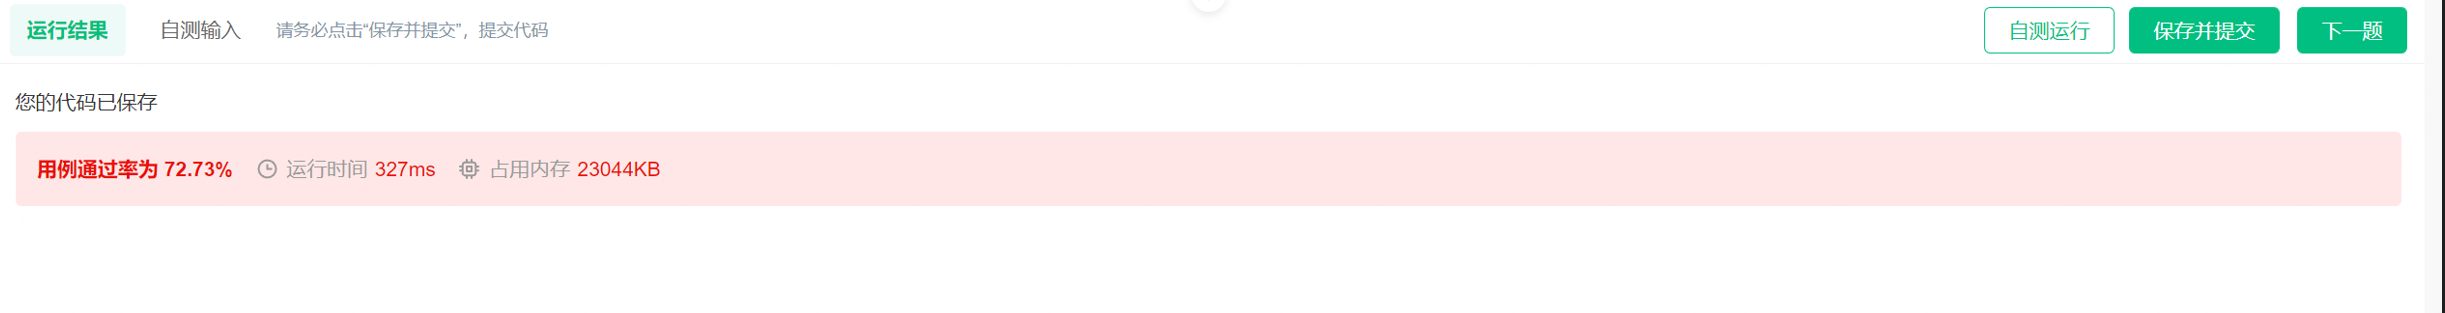 运行结果 自测输入 请务必点击“保存并提交”，提交代码 自测运行 保存并提交 下一题
您的代码已保存
用例通过率为 72.73% 运行时间 327ms 占用内存 23044KB